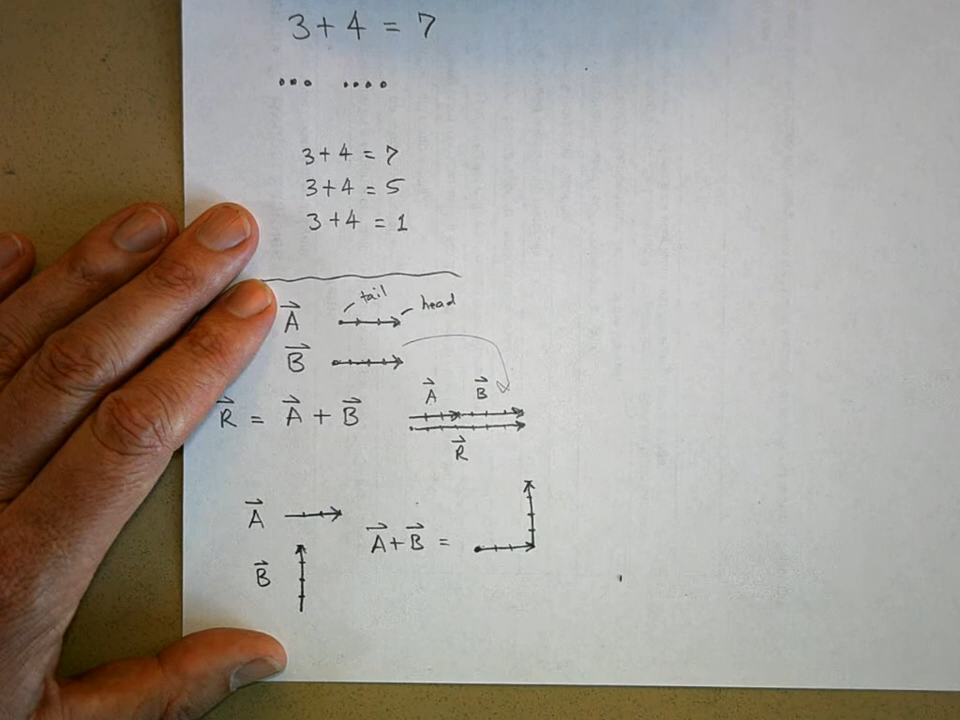 3 + 4 = 7
3 + 4 = 7
3 + 4 = 5
3 + 4 = 1
tail
head
A⃗
B⃗
A⃗ B⃗
R⃗ = A⃗ + B⃗
R⃗
A⃗
A⃗ + B⃗ =
B⃗